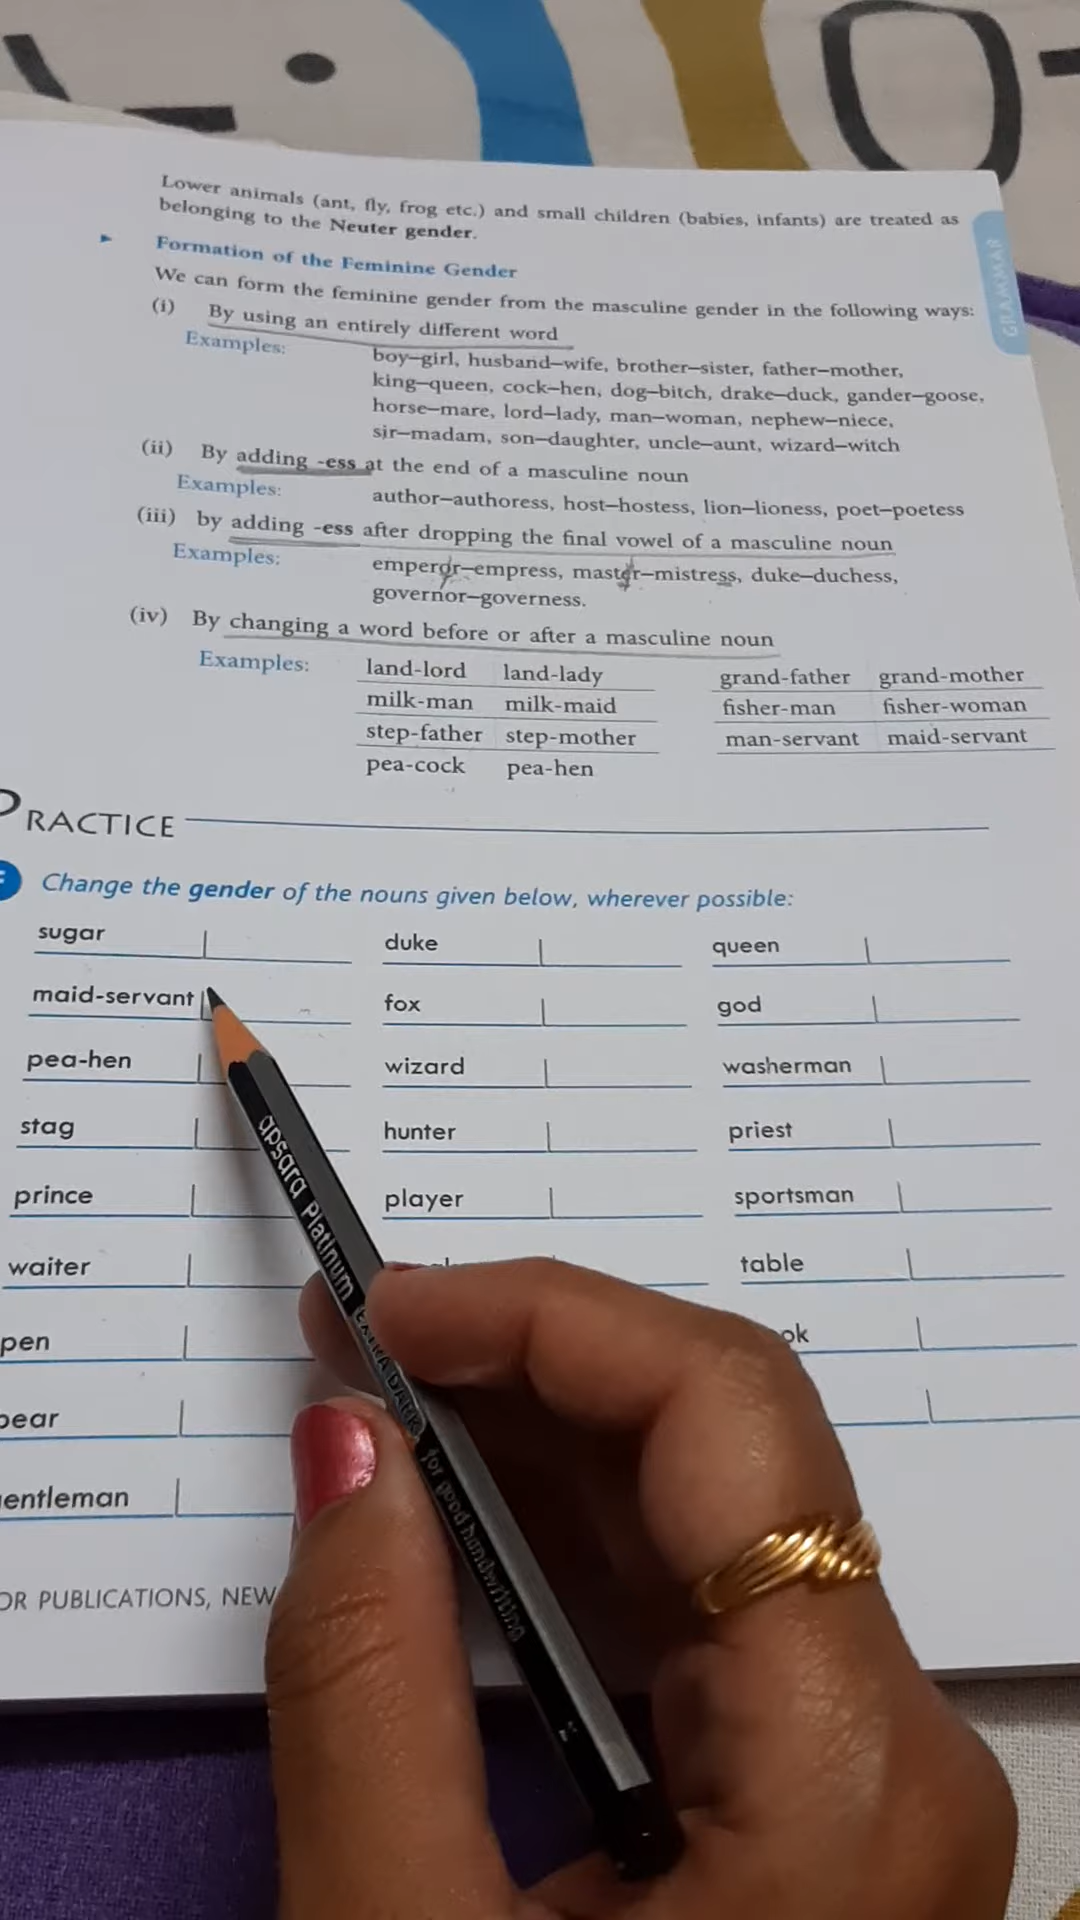 Lower animals (ant, fly, frog etc.) and small children (babies, infants) are treated as
belonging to the Neuter gender.
Formation of the Feminine Gender
We can form the feminine gender from the masculine gender in the following ways:
(i) By using an entirely different word
Examples: boy–girl, husband–wife, brother–sister, father–mother,
king–queen, cock–hen, dog–bitch, drake–duck, gander–goose,
horse–mare, lord–lady, man–woman, nephew–niece,
sir–madam, son–daughter, uncle–aunt, wizard–witch
(ii) By adding -ess at the end of a masculine noun
Examples: author–authoress, host–hostess, lion–lioness, poet–poetess
(iii) by adding -ess after dropping the final vowel of a masculine noun
Examples: emperor–empress, master–mistress, duke–duchess,
governor–governess.
(iv) By changing a word before or after a masculine noun
Examples: land-lord land-lady grand-father grand-mother
milk-man milk-maid fisher-man fisher-woman
step-father step-mother man-servant maid-servant
pea-cock pea-hen
GRAMMAR
PRACTICE
Change the gender of the nouns given below, wherever possible:
sugar duke queen
maid-servant fox god
pea-hen wizard washerman
stag hunter priest
prince player sportsman
waiter table
pen
bear
gentleman
OR PUBLICATIONS, NEW
apsara Platinum EXTRA DARK for good handwriting